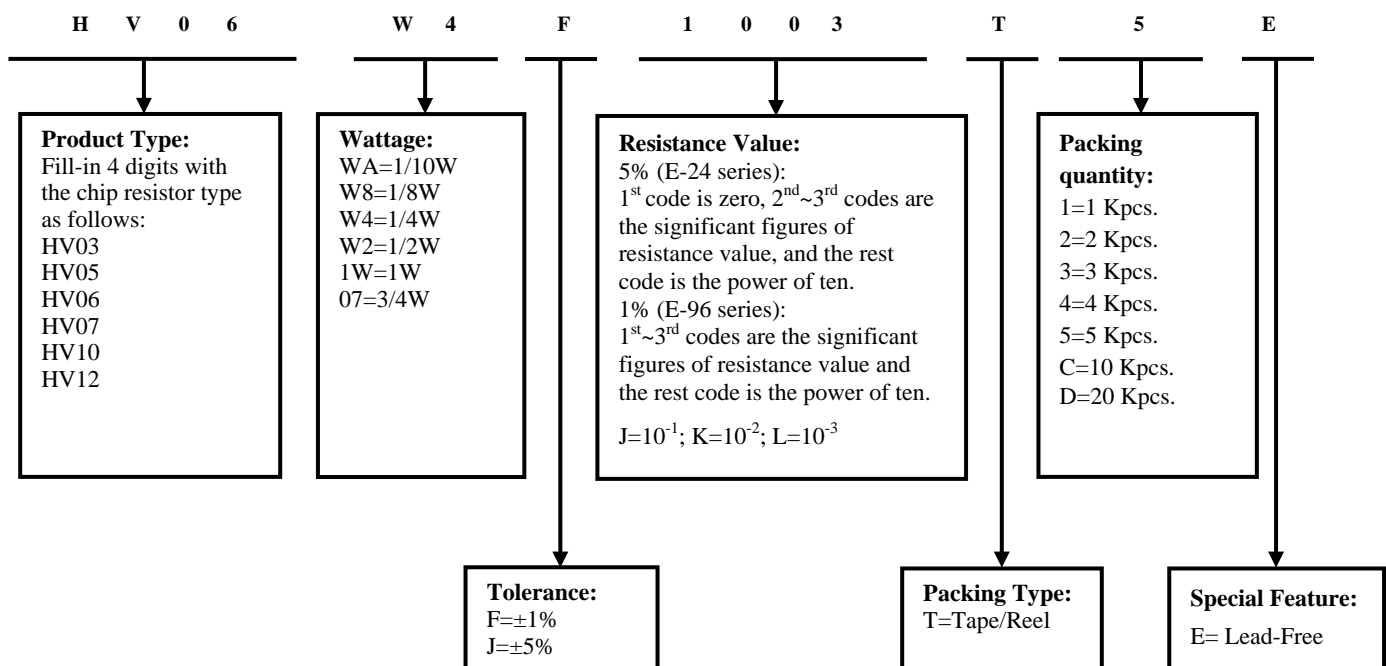 H V 0 6 W 4 F 1 0 0 3 T 5 E
Product Type:
Fill-in 4 digits with
the chip resistor type
as follows:
HV03
HV05
HV06
HV07
HV10
HV12
Wattage:
WA=1/10W
W8=1/8W
W4=1/4W
W2=1/2W
1W=1W
07=3/4W
Resistance Value:
5% (E-24 series):
1st code is zero, 2nd~3rd codes are
the significant figures of
resistance value, and the rest
code is the power of ten.
1% (E-96 series):
1st~3rd codes are the significant
figures of resistance value and
the rest code is the power of ten.
J=10-1; K=10-2; L=10-3
Packing
quantity:
1=1 Kpcs.
2=2 Kpcs.
3=3 Kpcs.
4=4 Kpcs.
5=5 Kpcs.
C=10 Kpcs.
D=20 Kpcs.
Tolerance:
F=±1%
J=±5%
Packing Type:
T=Tape/Reel
Special Feature:
E= Lead-Free